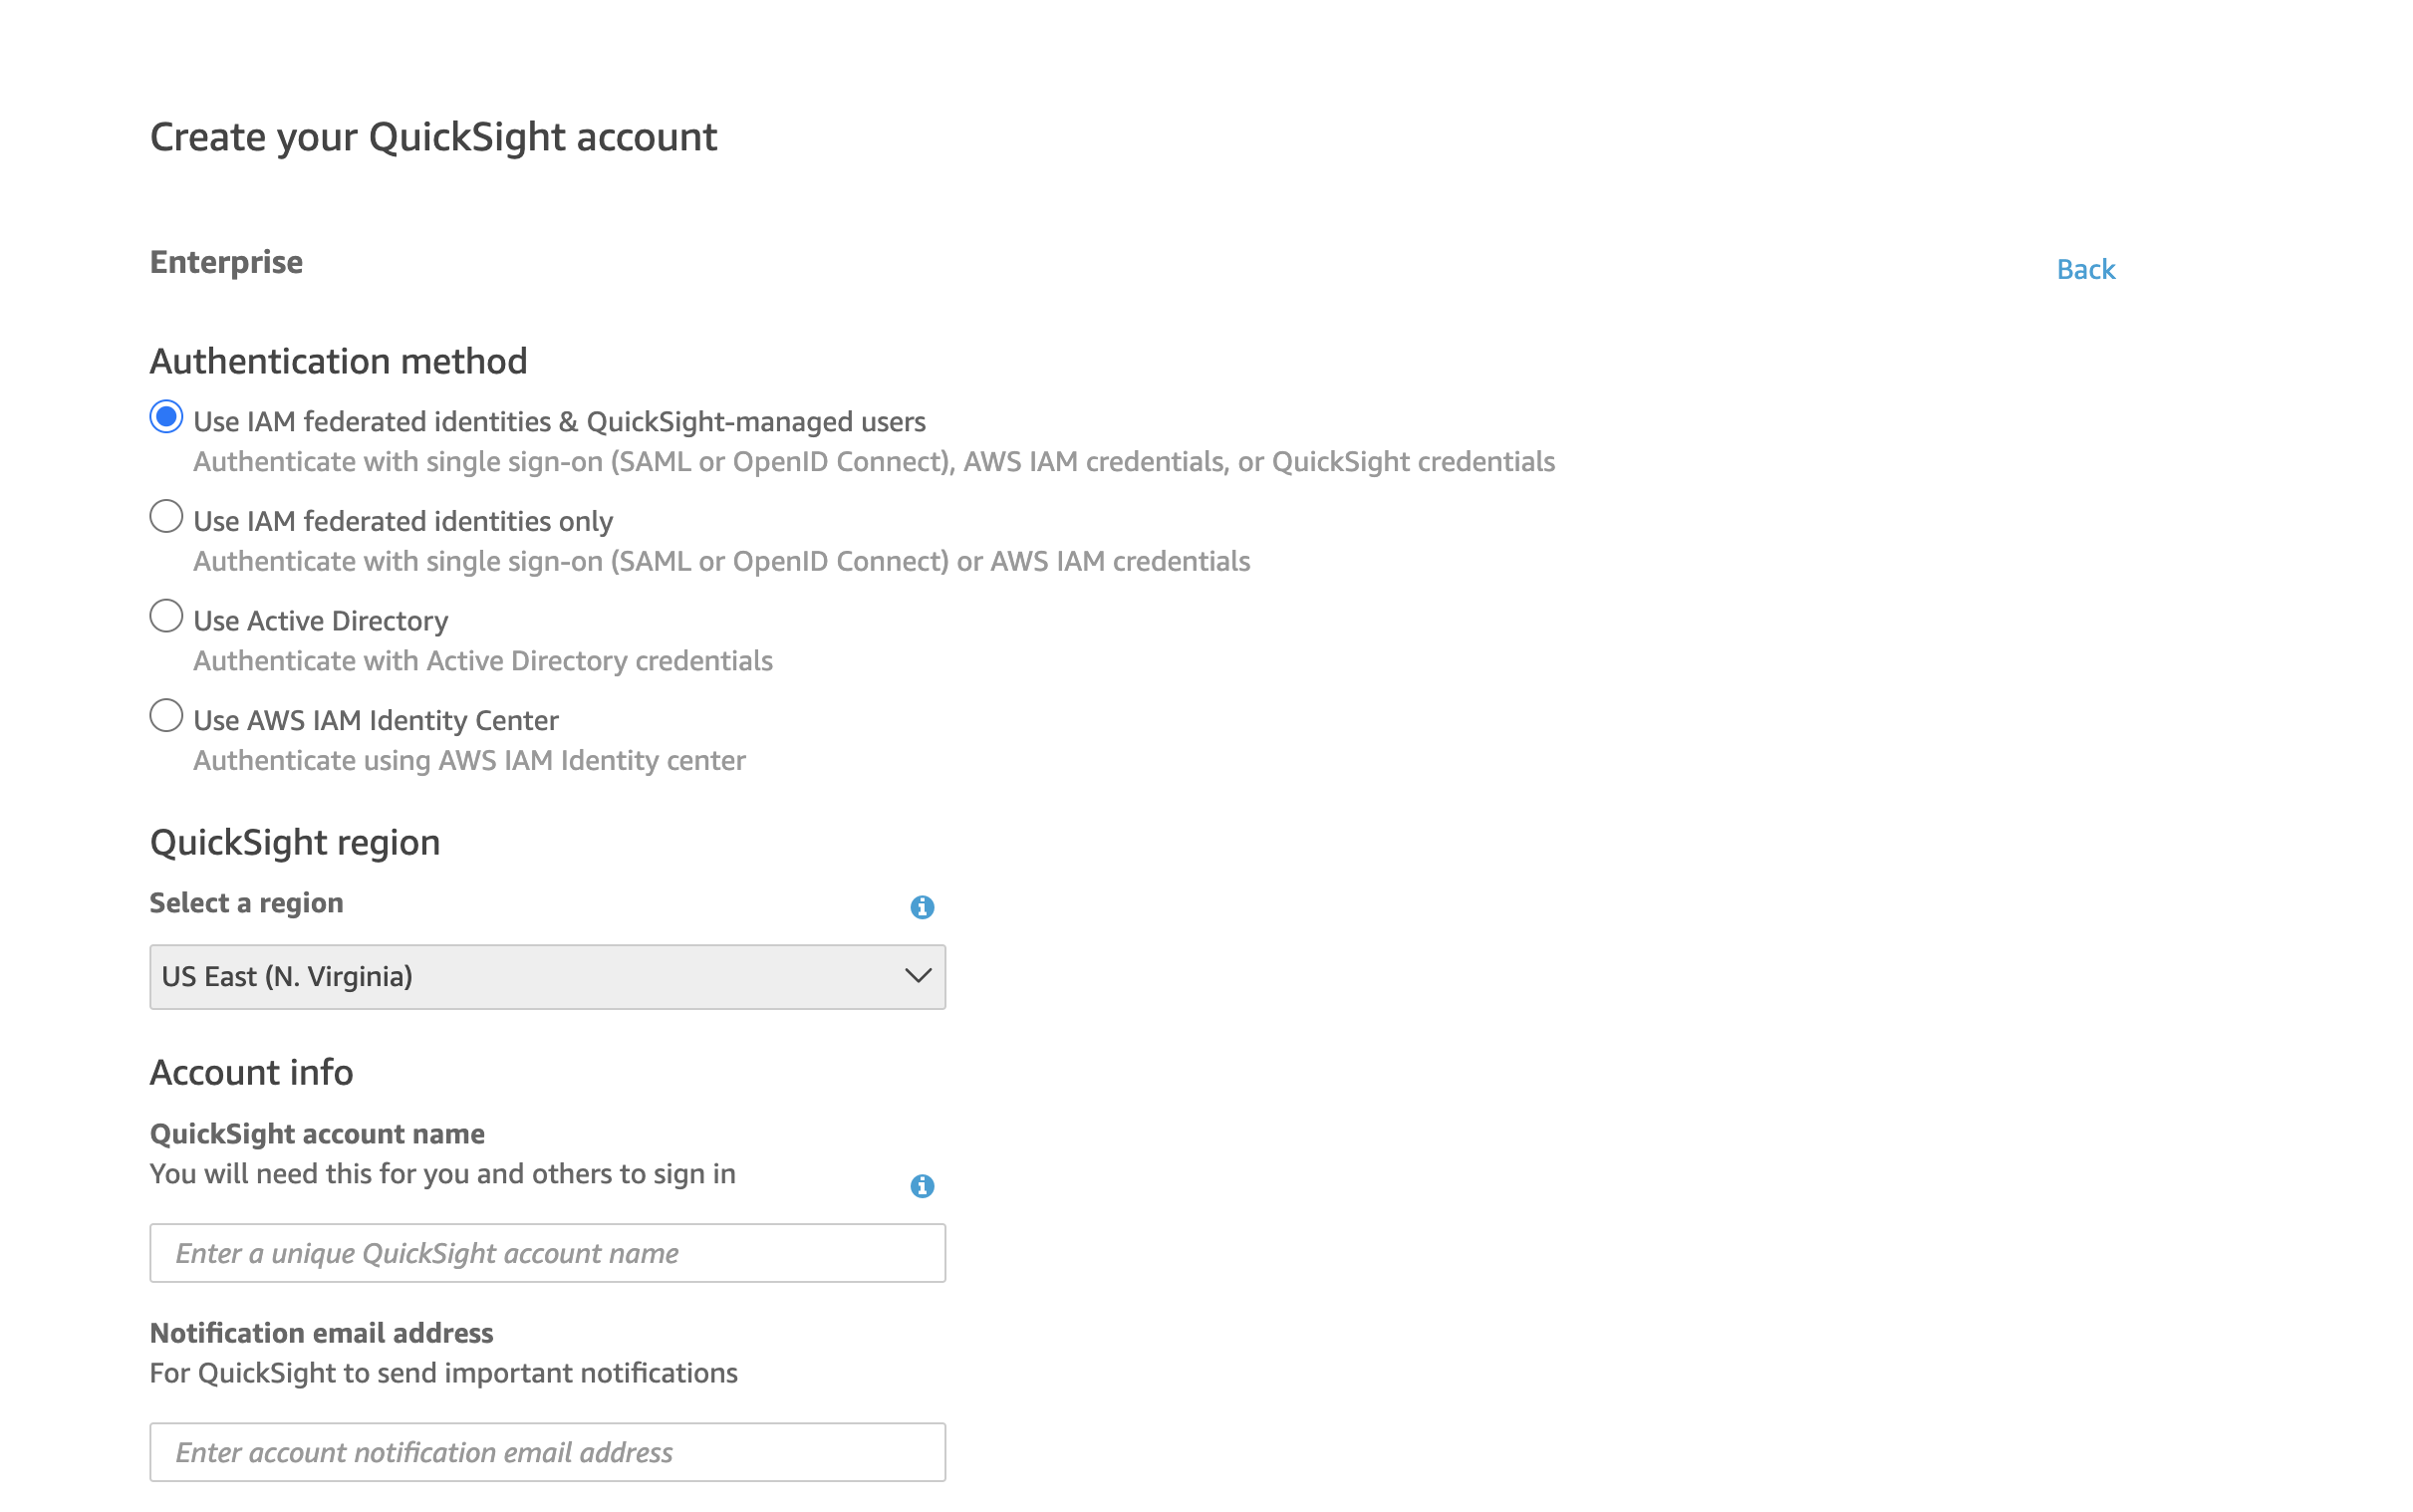 Create your QuickSight account
Enterprise
Back
Authentication method
Use IAM federated identities & QuickSight-managed users
Authenticate with single sign-on (SAML or OpenID Connect), AWS IAM credentials, or QuickSight credentials
Use IAM federated identities only
Authenticate with single sign-on (SAML or OpenID Connect) or AWS IAM credentials
Use Active Directory
Authenticate with Active Directory credentials
Use AWS IAM Identity Center
Authenticate using AWS IAM Identity center
QuickSight region
Select a region
US East (N. Virginia)
Account info
QuickSight account name
You will need this for you and others to sign in
Enter a unique QuickSight account name
Notification email address
For QuickSight to send important notifications
Enter account notification email address